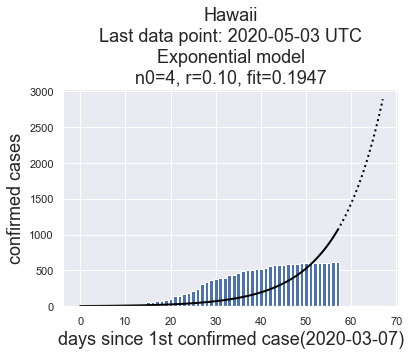 Hawaii
Last data point: 2020-05-03 UTC
Exponential model
n0=4, r=0.10, fit=0.1947
3000
2500
2000
1500
1000
500
0
confirmed cases
0 10 20 30 40 50 60 70
days since 1st confirmed case(2020-03-07)